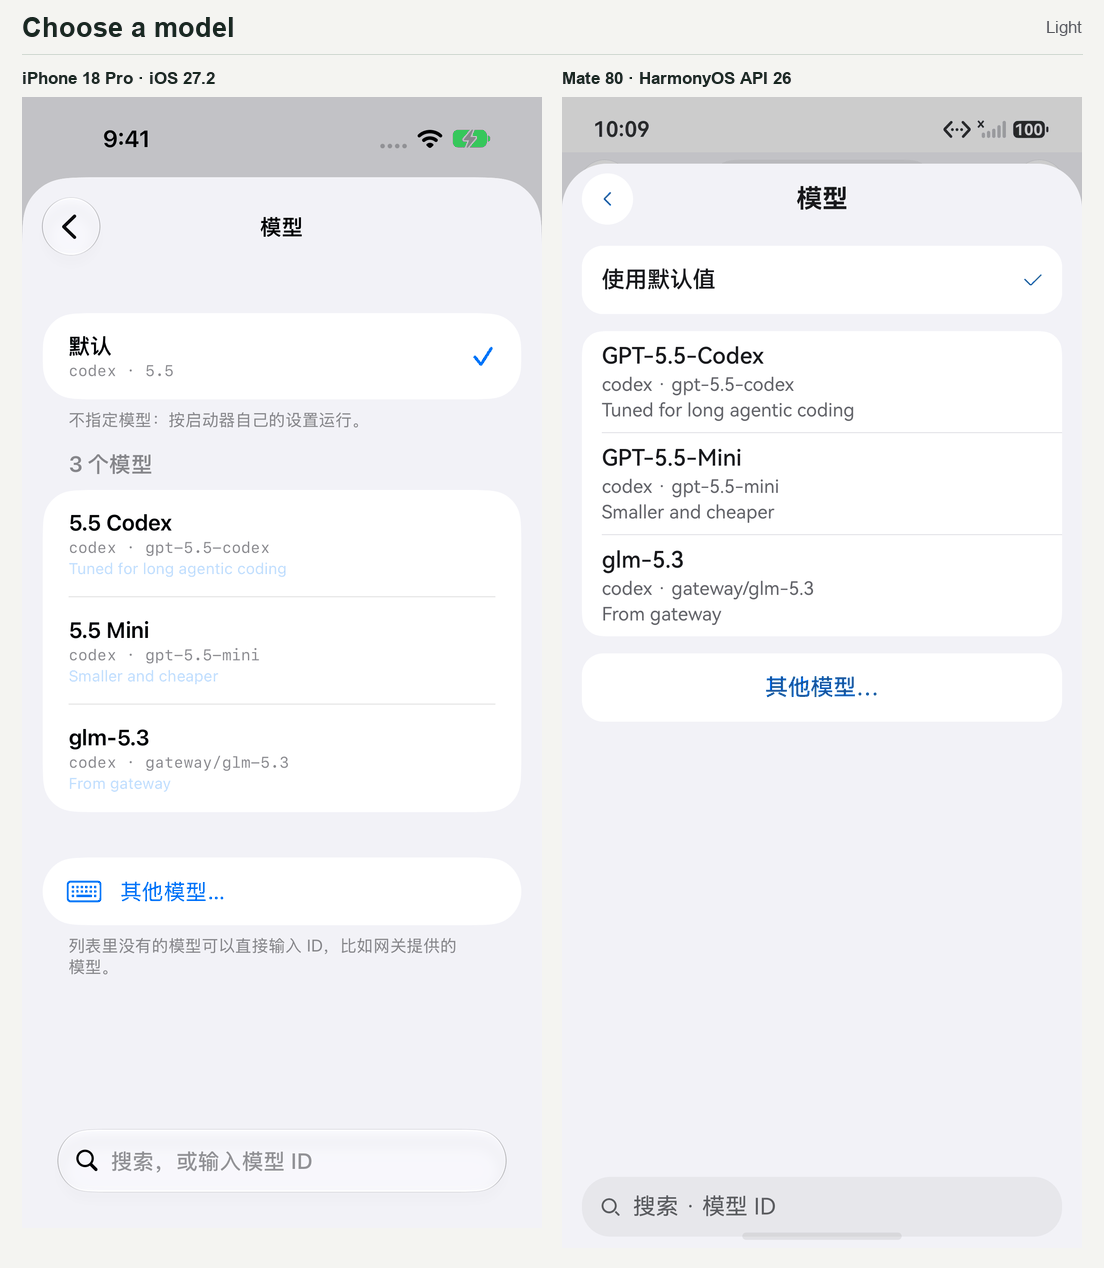 Choose a model
Light
iPhone 18 Pro · iOS 27.2
9:41
模型
默认
codex · 5.5
不指定模型：按启动器自己的设置运行。
3 个模型
5.5 Codex
codex · gpt-5.5-codex
Tuned for long agentic coding
5.5 Mini
codex · gpt-5.5-mini
Smaller and cheaper
glm-5.3
codex · gateway/glm-5.3
From gateway
其他模型...
列表里没有的模型可以直接输入 ID，比如网关提供的
模型。
搜索，或输入模型 ID
Mate 80 · HarmonyOS API 26
10:09
100
模型
使用默认值
GPT-5.5-Codex
codex · gpt-5.5-codex
Tuned for long agentic coding
GPT-5.5-Mini
codex · gpt-5.5-mini
Smaller and cheaper
glm-5.3
codex · gateway/glm-5.3
From gateway
其他模型...
搜索 · 模型 ID